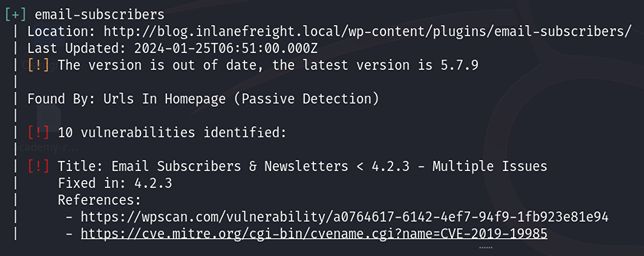 [+] email-subscribers
| Location: http://blog.inlanefreight.local/wp-content/plugins/email-subscribers/
| Last Updated: 2024-01-25T06:51:00.000Z
| [!] The version is out of date, the latest version is 5.7.9
|
| Found By: Urls In Homepage (Passive Detection)
|
| [!] 10 vulnerabilities identified:
|
| [!] Title: Email Subscribers & Newsletters < 4.2.3 - Multiple Issues
|     Fixed in: 4.2.3
|     References:
|      - https://wpscan.com/vulnerability/a0764617-6142-4ef7-94f9-1fb923e81e94
|      - https://cve.mitre.org/cgi-bin/cvename.cgi?name=CVE-2019-19985